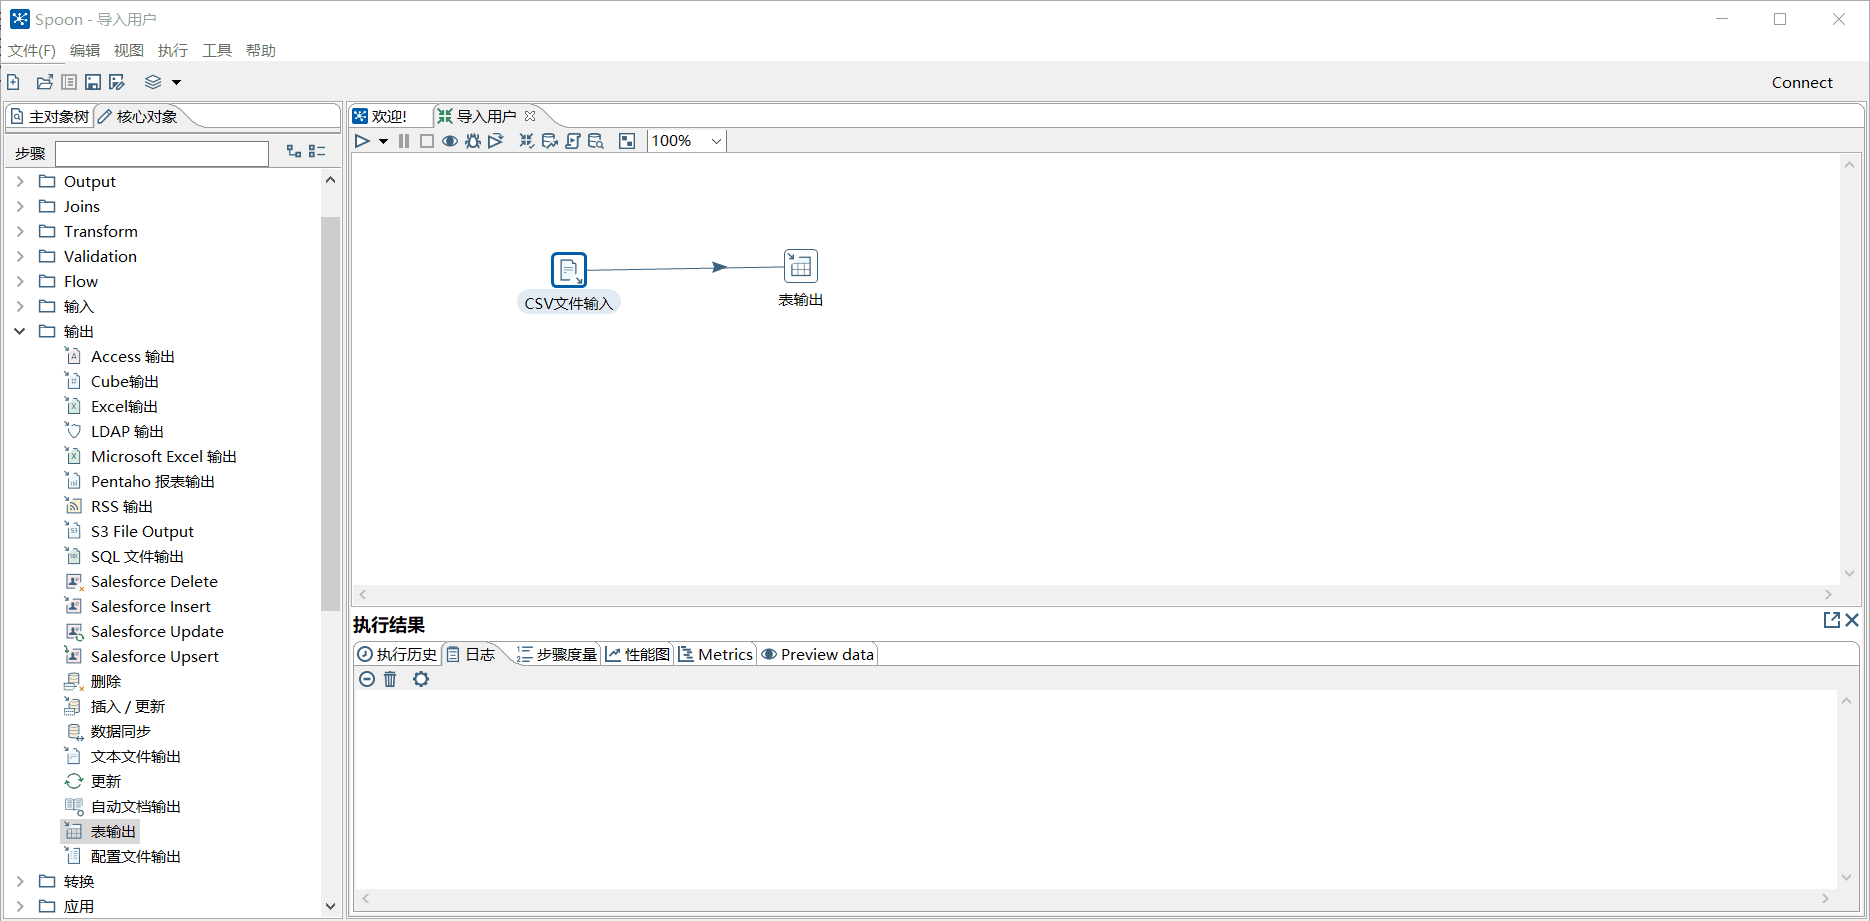 Spoon - 导入用户
文件(F) 编辑 视图 执行 工具 帮助
Connect
主对象树 核心对象
欢迎! 导入用户
步骤
100%
Output
Joins
Transform
Validation
Flow
输入
输出
Access 输出
Cube输出
Excel输出
LDAP 输出
Microsoft Excel 输出
Pentaho 报表输出
RSS 输出
S3 File Output
SQL 文件输出
Salesforce Delete
Salesforce Insert
Salesforce Update
Salesforce Upsert
删除
插入 / 更新
数据同步
文本文件输出
更新
自动文档输出
表输出
配置文件输出
转换
应用
CSV文件输入
表输出
执行结果
执行历史 日志 步骤度量 性能图 Metrics Preview data